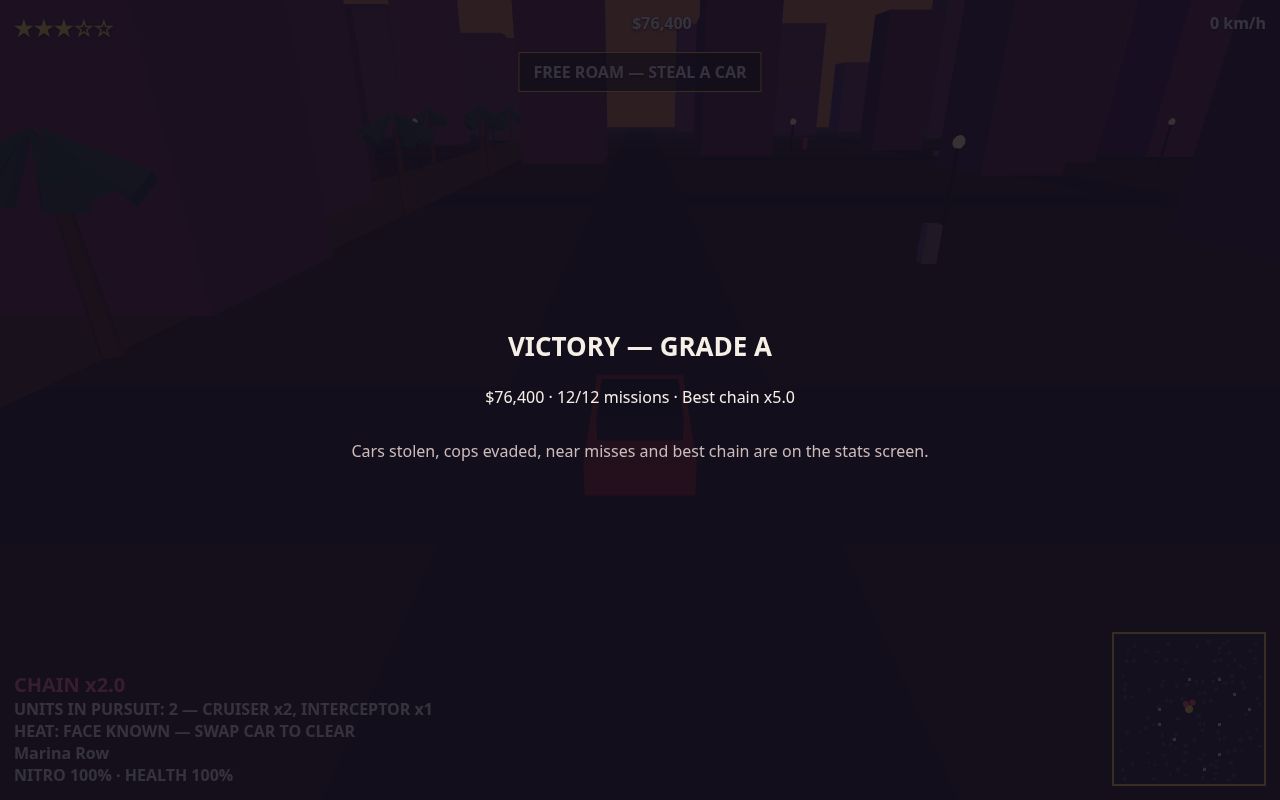 ★★★☆☆
$76,400
0 km/h
FREE ROAM — STEAL A CAR
VICTORY — GRADE A
$76,400 · 12/12 missions · Best chain x5.0
Cars stolen, cops evaded, near misses and best chain are on the stats screen.
CHAIN x2.0
UNITS IN PURSUIT: 2 — CRUISER x2, INTERCEPTOR x1
HEAT: FACE KNOWN — SWAP CAR TO CLEAR
Marina Row
NITRO 100% · HEALTH 100%